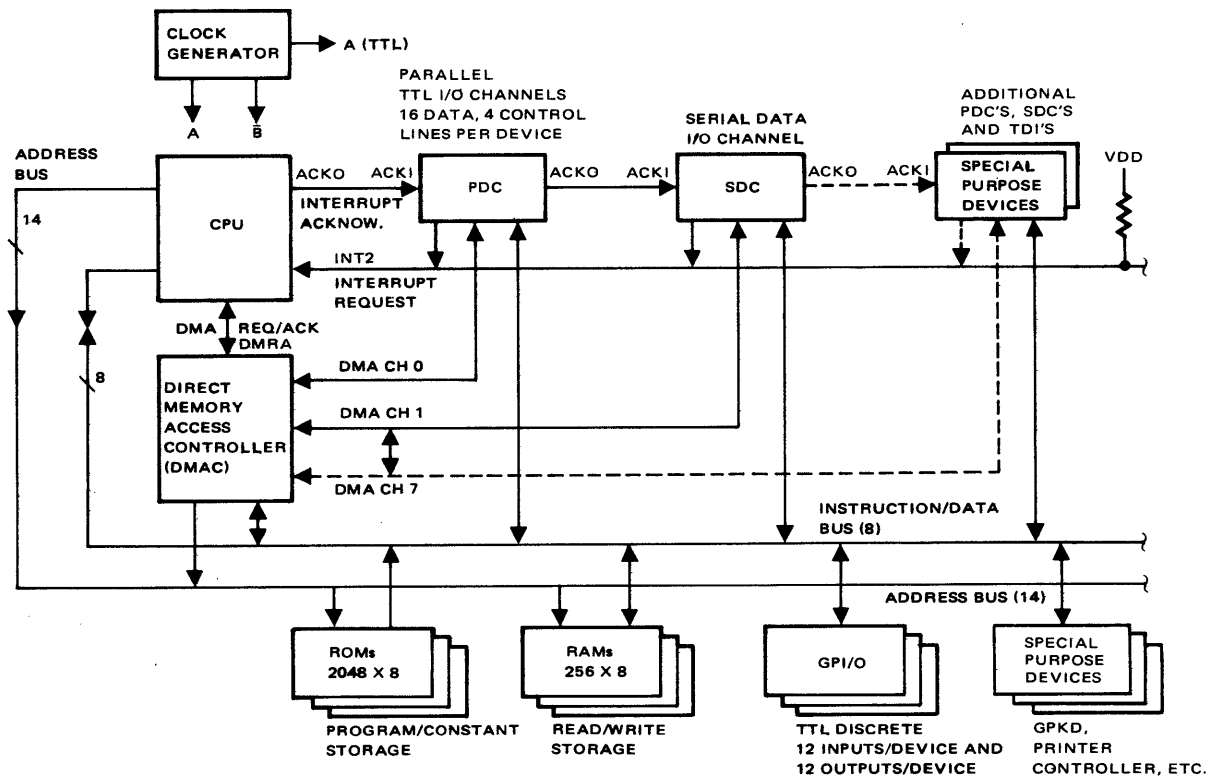 CLOCK
GENERATOR
A (TTL)
A
B̅
PARALLEL
TTL I/O CHANNELS
16 DATA, 4 CONTROL
LINES PER DEVICE
SERIAL DATA
I/O CHANNEL
ADDITIONAL
PDC'S, SDC'S
AND TDI'S
VDD
ADDRESS
BUS
14
CPU
ACKO
ACKI
INTERRUPT
ACKNOW.
PDC
ACKO
ACKI
SDC
ACKO
ACKI
SPECIAL
PURPOSE
DEVICES
INT2
INTERRUPT
REQUEST
DMA
REQ/ACK
DMRA
8
DIRECT
MEMORY
ACCESS
CONTROLLER
(DMAC)
DMA CH 0
DMA CH 1
DMA CH 7
INSTRUCTION/DATA
BUS (8)
ADDRESS BUS (14)
ROMs
2048 X 8
PROGRAM/CONSTANT
STORAGE
RAMs
256 X 8
READ/WRITE
STORAGE
GPI/O
TTL DISCRETE
12 INPUTS/DEVICE AND
12 OUTPUTS/DEVICE
SPECIAL
PURPOSE
DEVICES
GPKD,
PRINTER
CONTROLLER, ETC.